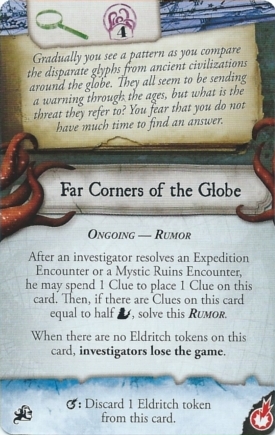 4
Gradually you see a pattern as you compare
the disparate glyphs from ancient civilizations
around the globe. They all seem to be sending
a warning through the ages, but what is the
threat they refer to? You fear that you do not
have much time to find an answer.
Far Corners of the Globe
Ongoing — Rumor
After an investigator resolves an Expedition
Encounter or a Mystic Ruins Encounter,
he may spend 1 Clue to place 1 Clue on this
card. Then, if there are Clues on this card
equal to half , solve this Rumor.
When there are no Eldritch tokens on this
card, investigators lose the game.
: Discard 1 Eldritch token
from this card.